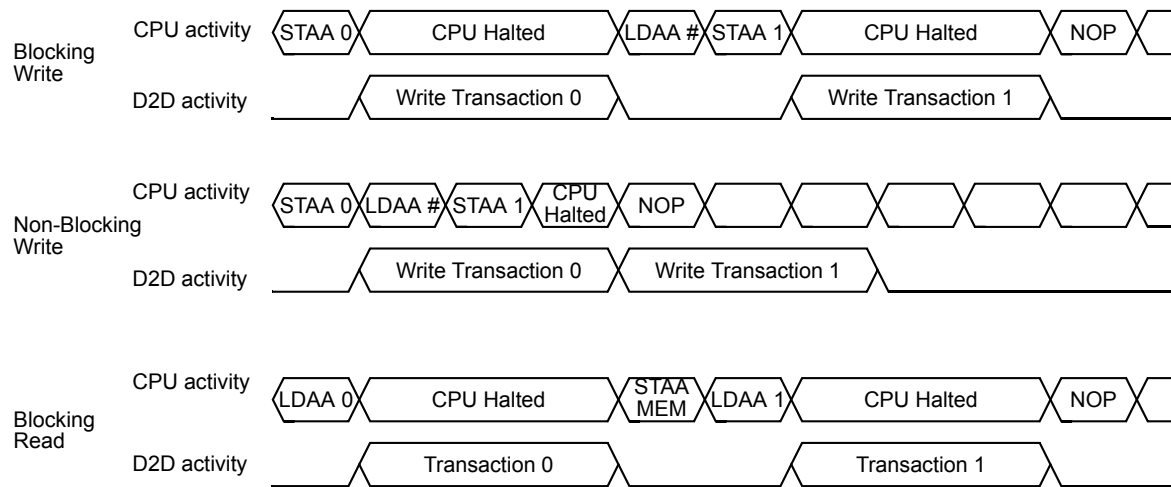 Blocking
Write
CPU activity
STAA 0
CPU Halted
LDAA #
STAA 1
CPU Halted
NOP
D2D activity
Write Transaction 0
Write Transaction 1
Non-Blocking
Write
CPU activity
STAA 0
LDAA #
STAA 1
CPU
Halted
NOP
D2D activity
Write Transaction 0
Write Transaction 1
Blocking
Read
CPU activity
LDAA 0
CPU Halted
STAA
MEM
LDAA 1
CPU Halted
NOP
D2D activity
Transaction 0
Transaction 1